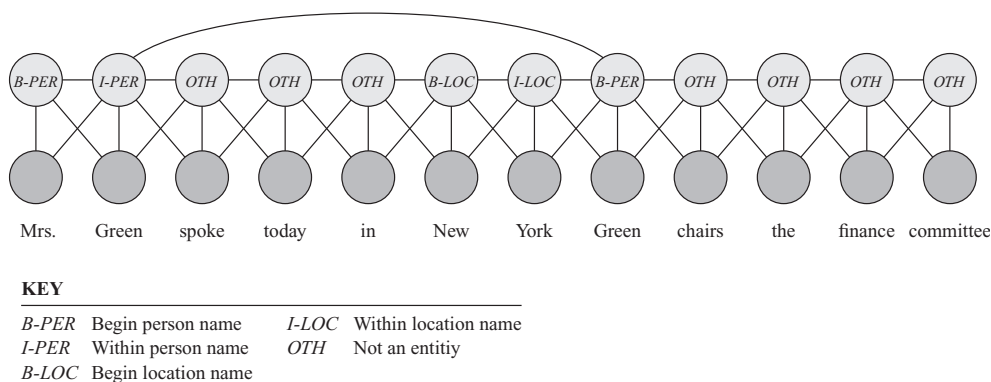 B-PER I-PER OTH OTH OTH B-LOC I-LOC B-PER OTH OTH OTH OTH
Mrs. Green spoke today in New York Green chairs the finance committee
KEY
B-PER Begin person name I-LOC Within location name
I-PER Within person name OTH Not an entitiy
B-LOC Begin location name